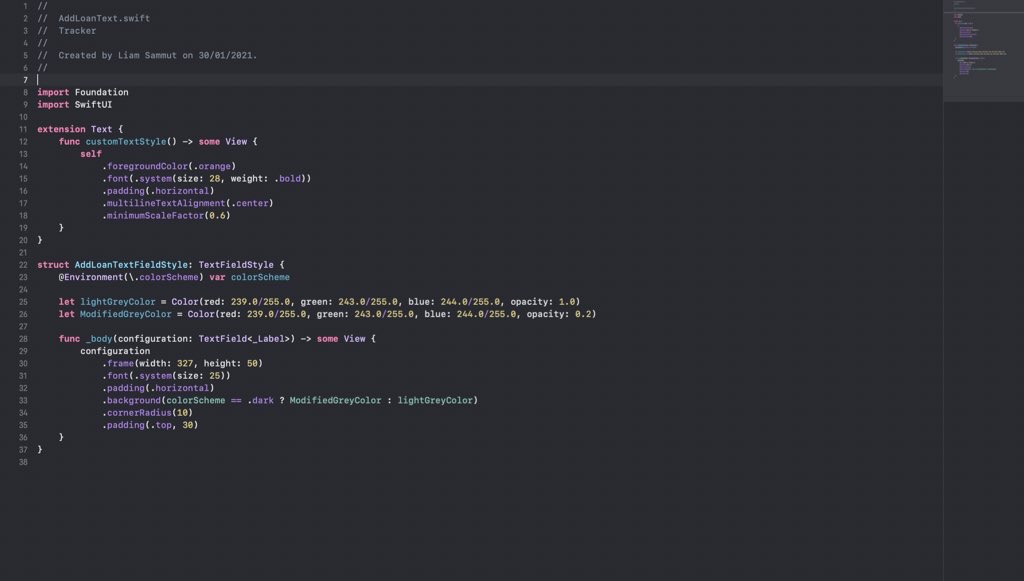 1 //
2 // AddLoanText.swift
3 // Tracker
4 //
5 // Created by Liam Sammut on 30/01/2021.
6 //
7
8 import Foundation
9 import SwiftUI
10
11 extension Text {
12 func customTextStyle() -> some View {
13 self
14 .foregroundColor(.orange)
15 .font(.system(size: 28, weight: .bold))
16 .padding(.horizontal)
17 .multilineTextAlignment(.center)
18 .minimumScaleFactor(0.6)
19 }
20 }
21
22 struct AddLoanTextFieldStyle: TextFieldStyle {
23 @Environment(\.colorScheme) var colorScheme
24
25 let lightGreyColor = Color(red: 239.0/255.0, green: 243.0/255.0, blue: 244.0/255.0, opacity: 1.0)
26 let ModifiedGreyColor = Color(red: 239.0/255.0, green: 243.0/255.0, blue: 244.0/255.0, opacity: 0.2)
27
28 func _body(configuration: TextField<_Label>) -> some View {
29 configuration
30 .frame(width: 327, height: 50)
31 .font(.system(size: 25))
32 .padding(.horizontal)
33 .background(colorScheme == .dark ? ModifiedGreyColor : lightGreyColor)
34 .cornerRadius(10)
35 .padding(.top, 30)
36 }
37 }
38